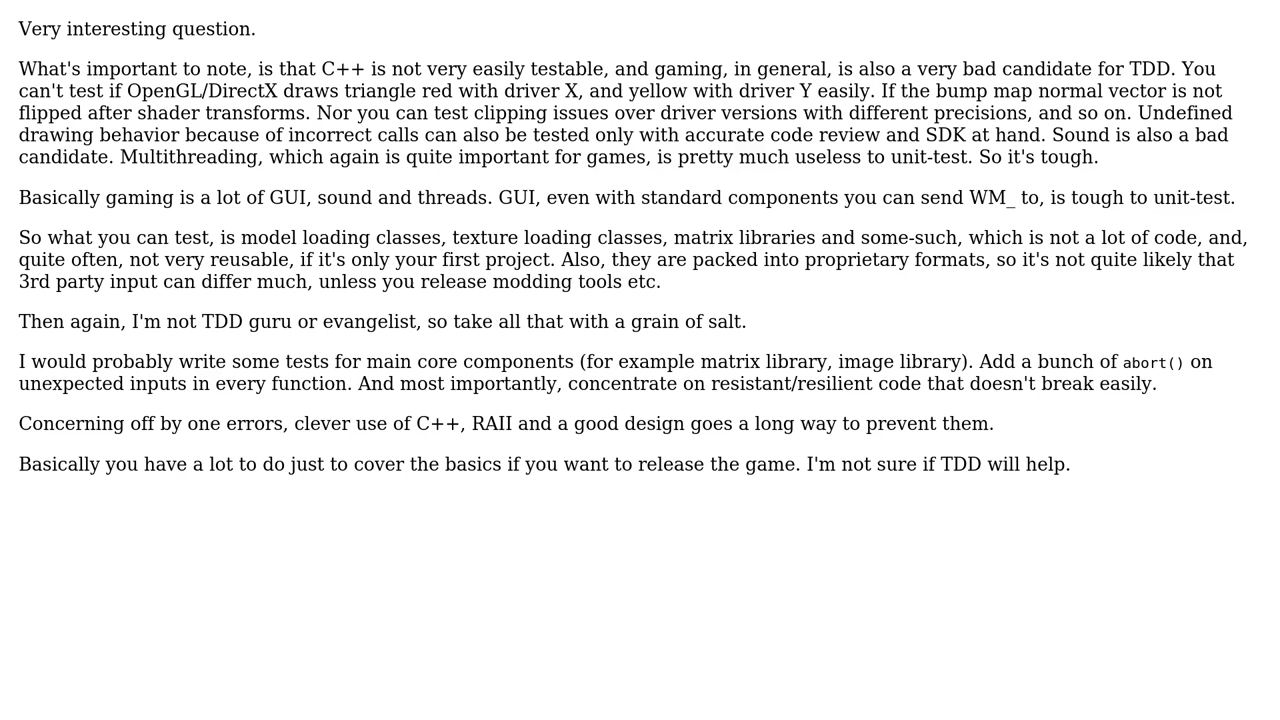 Very interesting question.
What's important to note, is that C++ is not very easily testable, and gaming, in general, is also a very bad candidate for TDD. You
can't test if OpenGL/DirectX draws triangle red with driver X, and yellow with driver Y easily. If the bump map normal vector is not
flipped after shader transforms. Nor you can test clipping issues over driver versions with different precisions, and so on. Undefined
drawing behavior because of incorrect calls can also be tested only with accurate code review and SDK at hand. Sound is also a bad
candidate. Multithreading, which again is quite important for games, is pretty much useless to unit-test. So it's tough.
Basically gaming is a lot of GUI, sound and threads. GUI, even with standard components you can send WM_ to, is tough to unit-test.
So what you can test, is model loading classes, texture loading classes, matrix libraries and some-such, which is not a lot of code, and,
quite often, not very reusable, if it's only your first project. Also, they are packed into proprietary formats, so it's not quite likely that
3rd party input can differ much, unless you release modding tools etc.
Then again, I'm not TDD guru or evangelist, so take all that with a grain of salt.
I would probably write some tests for main core components (for example matrix library, image library). Add a bunch of abort() on
unexpected inputs in every function. And most importantly, concentrate on resistant/resilient code that doesn't break easily.
Concerning off by one errors, clever use of C++, RAII and a good design goes a long way to prevent them.
Basically you have a lot to do just to cover the basics if you want to release the game. I'm not sure if TDD will help.